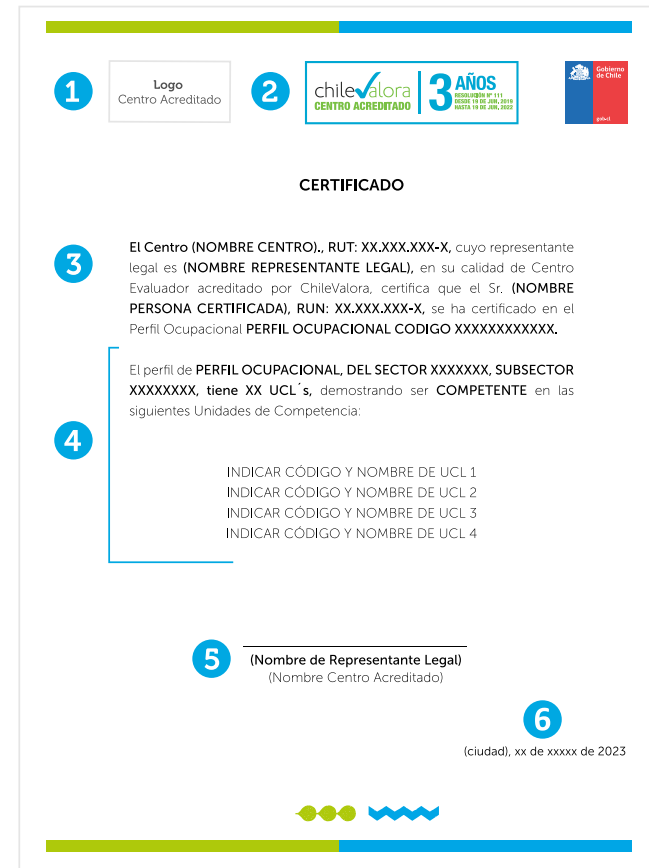 1
Logo
Centro Acreditado
2
chilevalora
CENTRO ACREDITADO
3 AÑOS
RESOLUCIÓN Nº 111
DESDE 19 DE JUN, 2019
HASTA 19 DE JUN, 2022
Gobierno
de Chile
gob.cl
CERTIFICADO
3
El Centro (NOMBRE CENTRO)., RUT: XX.XXX.XXX-X, cuyo representante
legal es (NOMBRE REPRESENTANTE LEGAL), en su calidad de Centro
Evaluador acreditado por ChileValora, certifica que el Sr. (NOMBRE
PERSONA CERTIFICADA), RUN: XX.XXX.XXX-X, se ha certificado en el
Perfil Ocupacional PERFIL OCUPACIONAL CODIGO XXXXXXXXXXXX.
4
El perfil de PERFIL OCUPACIONAL, DEL SECTOR XXXXXXX, SUBSECTOR
XXXXXXXX, tiene XX UCL´s, demostrando ser COMPETENTE en las
siguientes Unidades de Competencia:
INDICAR CÓDIGO Y NOMBRE DE UCL 1
INDICAR CÓDIGO Y NOMBRE DE UCL 2
INDICAR CÓDIGO Y NOMBRE DE UCL 3
INDICAR CÓDIGO Y NOMBRE DE UCL 4
5
(Nombre de Representante Legal)
(Nombre Centro Acreditado)
6
(ciudad), xx de xxxxx de 2023